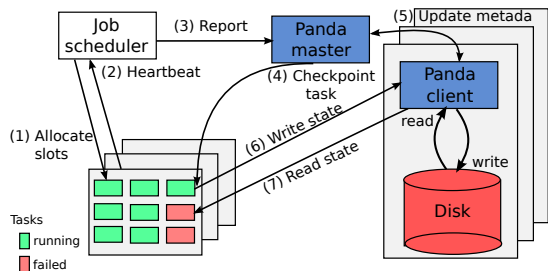 Job
scheduler
(3) Report
Panda
master
(5) Update metada
(2) Heartbeat
(4) Checkpoint
task
Panda
client
(1) Allocate
slots
(6) Write state
(7) Read state
read
write
Disk
Tasks
running
failed